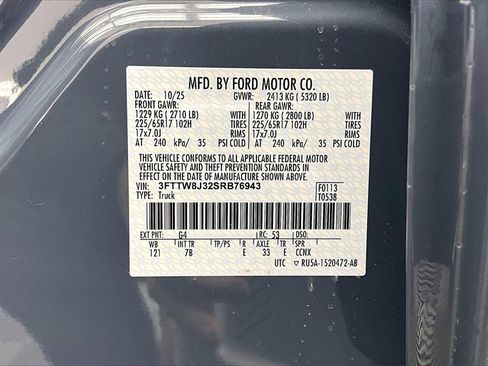 MFD. BY FORD MOTOR CO.
DATE: 10/25 GVWR: 2413 KG ( 5320 LB)
FRONT GAWR: REAR GAWR:
1229 KG ( 2710 LB) 1270 KG ( 2800 LB)
225/65R17 102H TIRES 225/65R17 102H
17x7.0J RIMS 17x7.0J RIMS
AT 240 kPa/ 35 PSI COLD AT 240 kPa/ 35 PSI COLD
THIS VEHICLE CONFORMS TO ALL APPLICABLE FEDERAL MOTOR
VEHICLE SAFETY AND THEFT PREVENTION STANDARDS IN
EFFECT ON THE DATE OF MANUFACTURE SHOWN ABOVE.
VIN: 3FTTW8J32SRB76943 F0113
TYPE: Truck T0538
EXT PNT: G4 RC: 53
WB INT TR TP/PS R AXLE TR SPR
121 7B E 33 E CCNX
UTC ▽ RU5A-1520472-AB